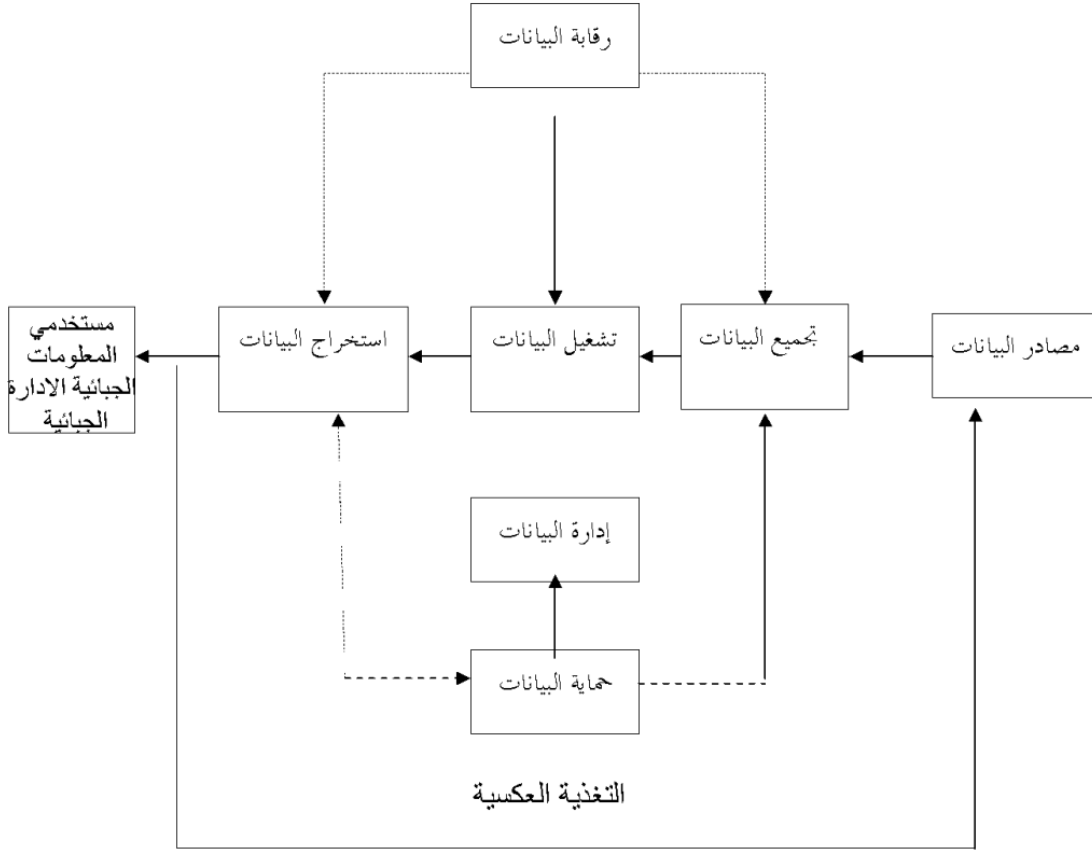 رقابة البيانات
مصادر البيانات
تجميع البيانات
تشغيل البيانات
استخراج البيانات
مستخدمي
المعلومات
الجبائية الادارة
الجبائية
إدارة البيانات
حماية البيانات
التغذية العكسية